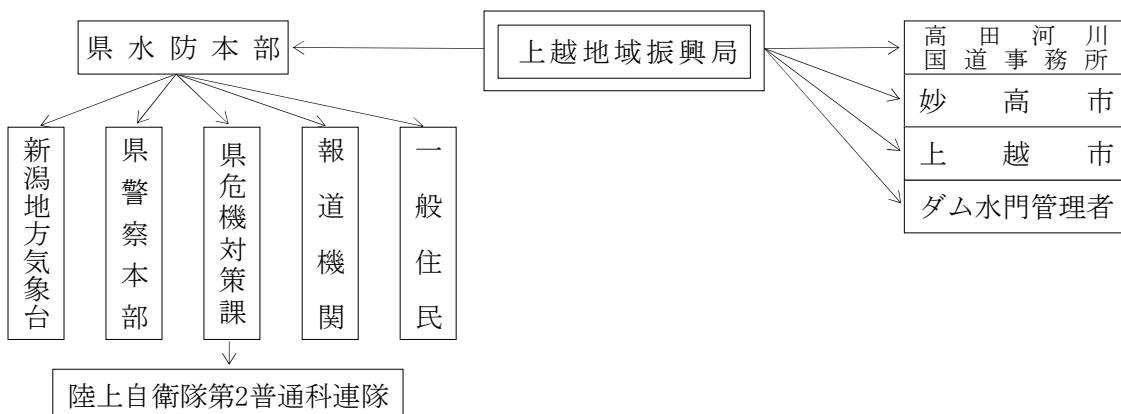 県水防本部
上越地域振興局
高田河川
国道事務所
妙高市
上越市
ダム水門管理者
新潟地方気象台
県警察本部
県危機対策課
報道機関
一般住民
陸上自衛隊第2普通科連隊